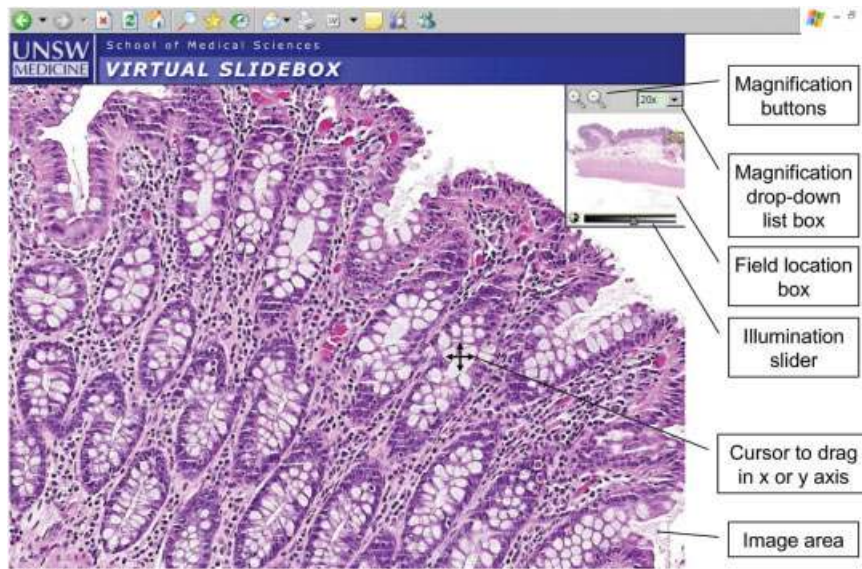 UNSW
MEDICINE
School of Medical Sciences
VIRTUAL SLIDEBOX
20x
Magnification
buttons
Magnification
drop-down
list box
Field location
box
Illumination
slider
Cursor to drag
in x or y axis
Image area